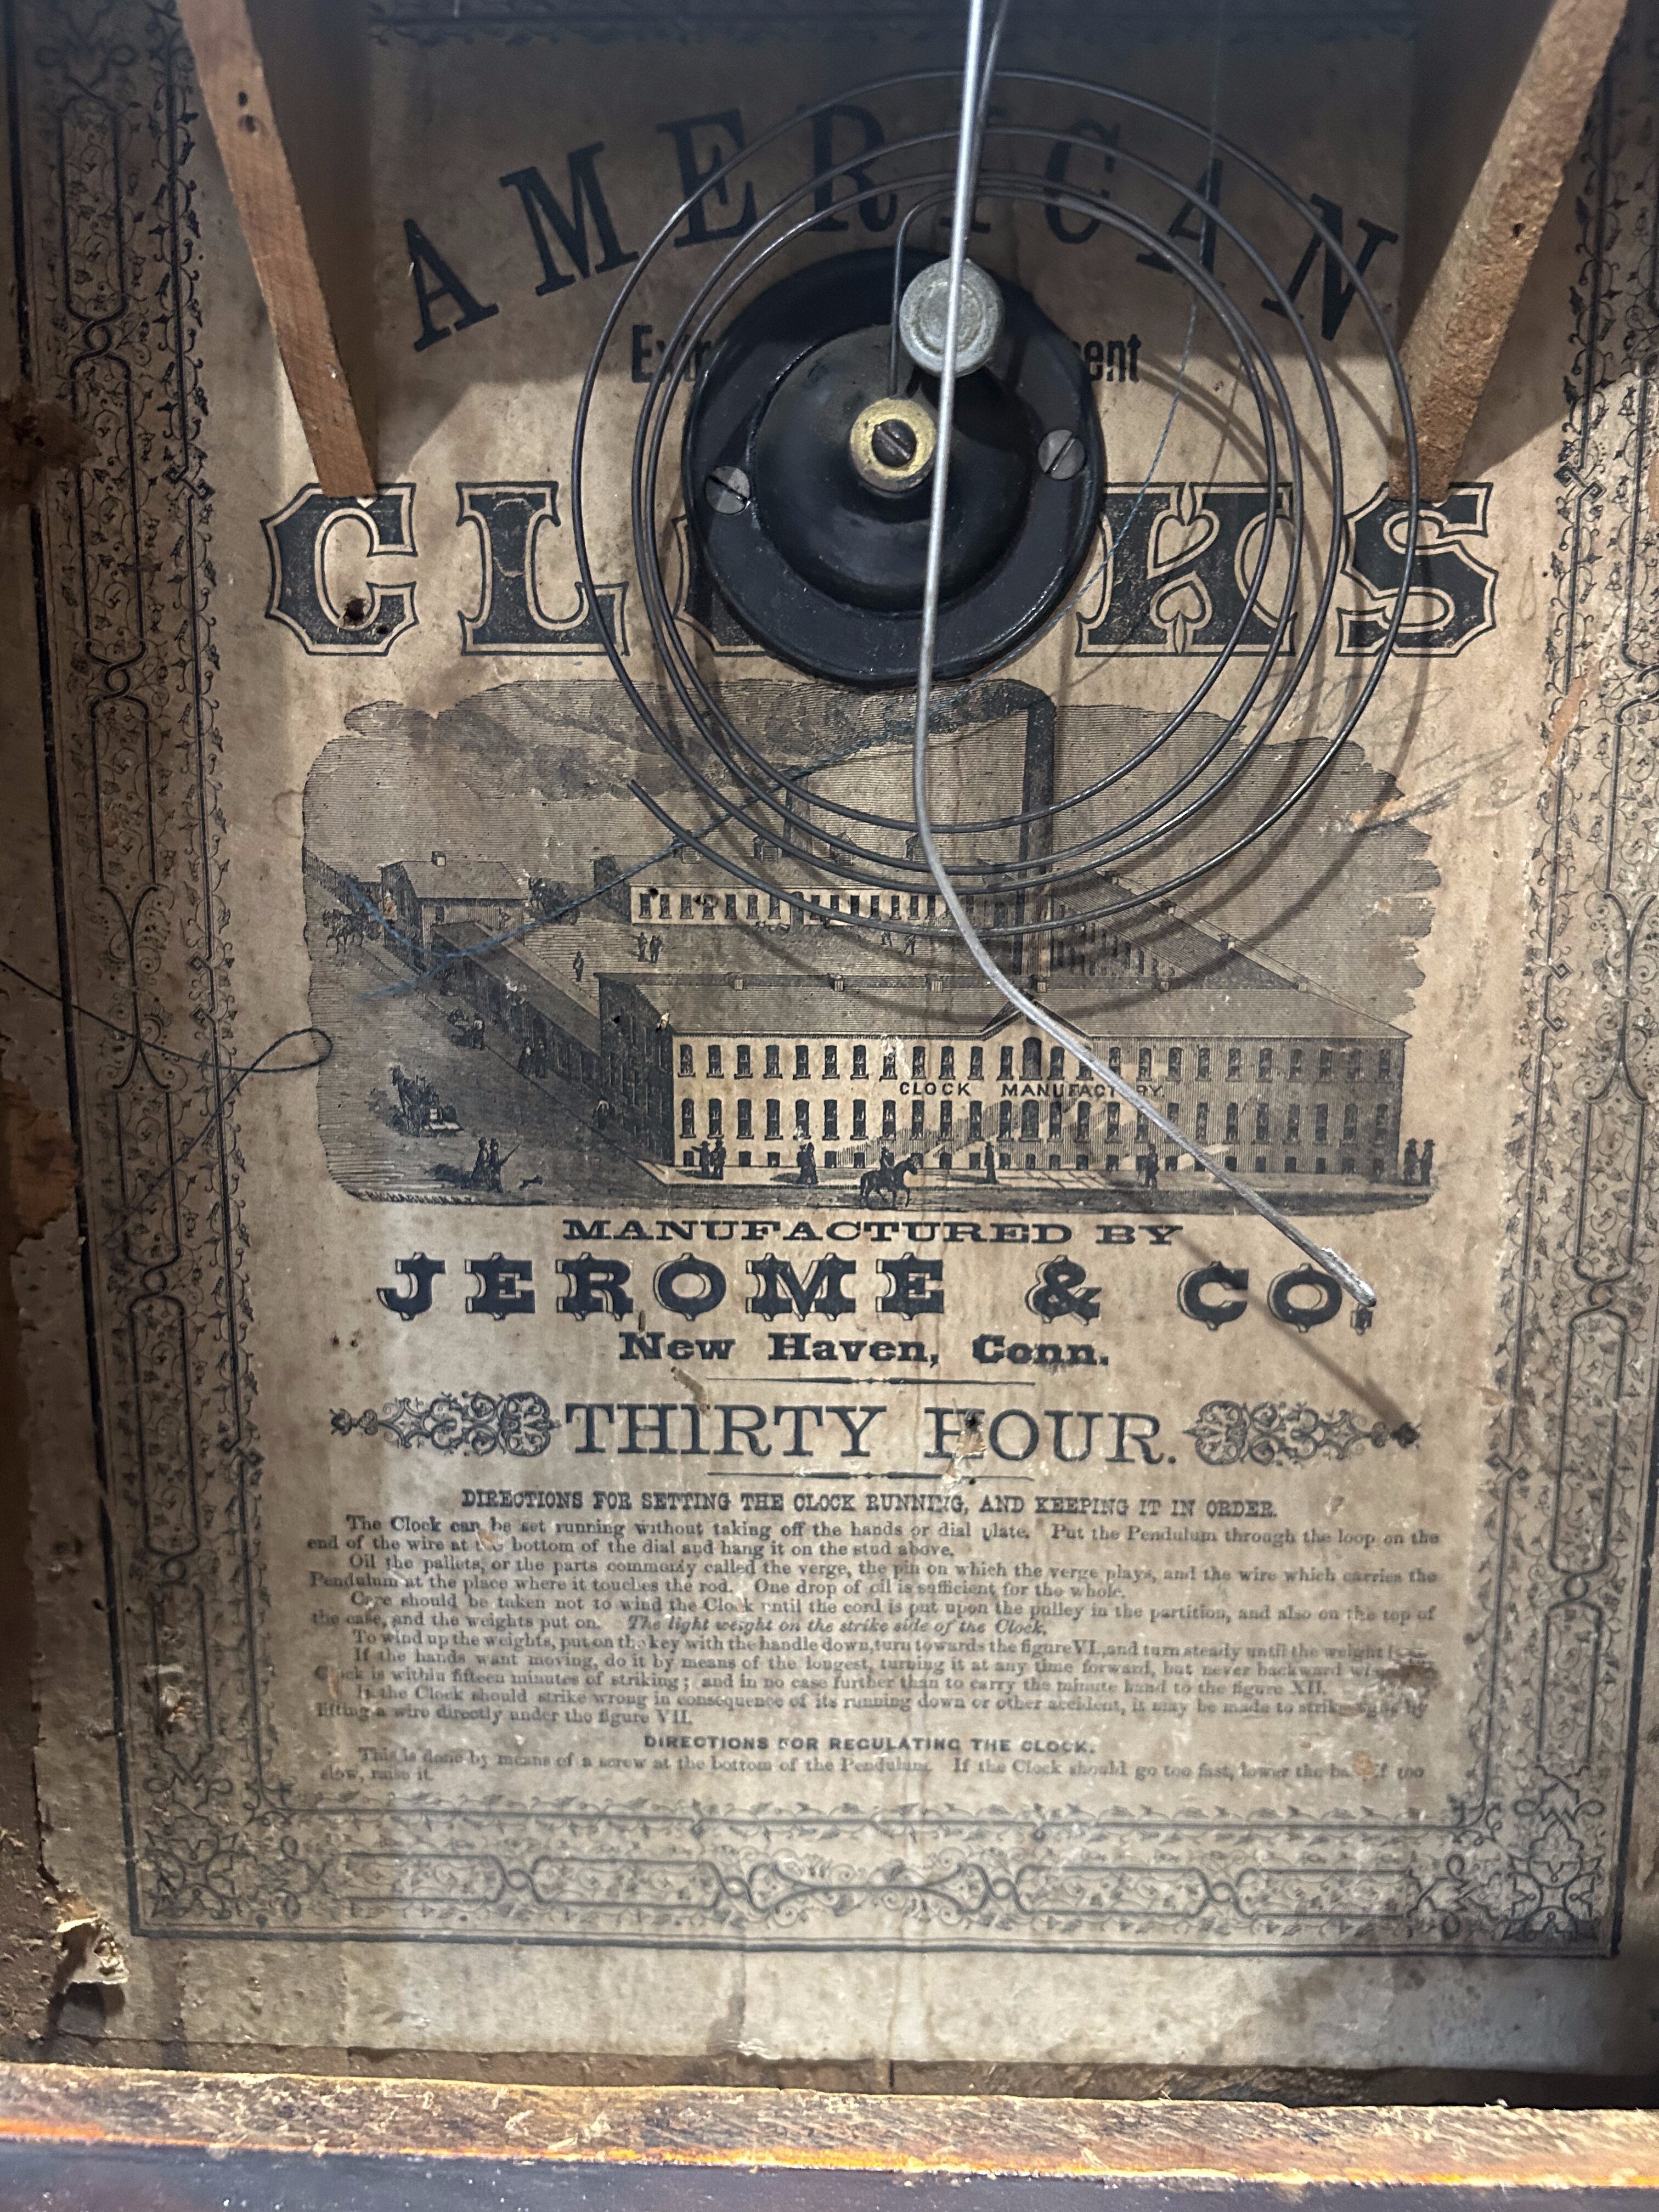 AMERICAN
CLOCKS
CLOCK MANUFACTORY.
RICHARDSON N.Y.
MANUFACTURED BY
JEROME & CO.
New Haven, Conn.
THIRTY HOUR.
DIRECTIONS FOR SETTING THE CLOCK RUNNING, AND KEEPING IT IN ORDER.
The Clock can be set running without taking off the hands or dial plate. Put the Pendulum through the loop on the
end of the wire at the bottom of the dial and hang it on the stud above.
Oil the pallets, or the parts commonly called the verge, the pin on which the verge plays, and the wire which carries the
Pendulum at the place where it touches the rod. One drop of oil is sufficient for the whole.
Care should be taken not to wind the Clock until the cord is put upon the pulley in the partition, and also on the top of
the case, and the weights put on. The light weight on the strike side of the Clock.
To wind up the weights, put on the key with the handle down, turn towards the figure VI., and turn steady until the weight is
If the hands want moving, do it by means of the longest, turning it at any time forward, but never backward
Clock is within fifteen minutes of striking; and in no case further than to carry the minute hand to the figure XII.
If the Clock should strike wrong in consequence of its running down or other accident, it may be made to strike again by
lifting a wire directly under the figure VII.
DIRECTIONS FOR REGULATING THE CLOCK.
This is done by means of a screw at the bottom of the Pendulum. If the Clock should go too fast, lower the If too
slow, raise it.